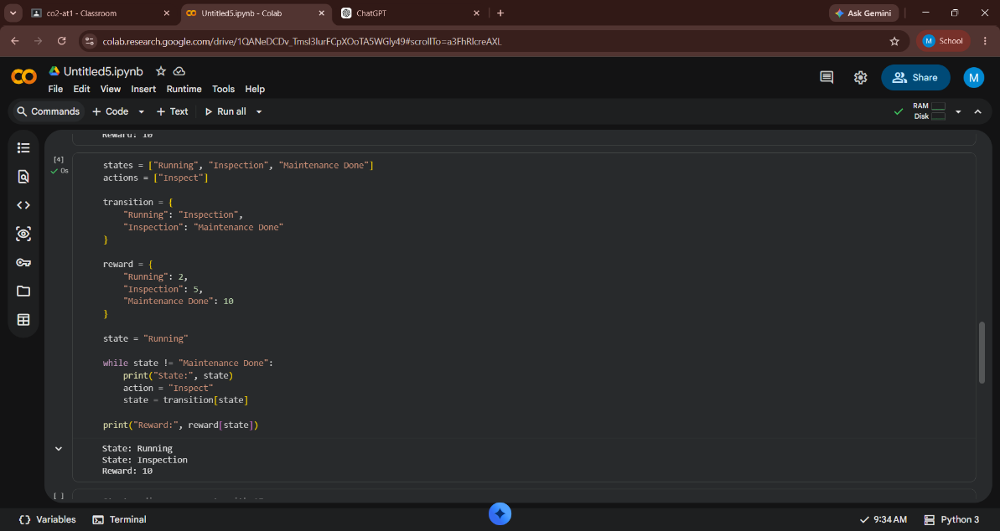 co2-at1 - Classroom
Untitled5.ipynb - Colab
ChatGPT
Ask Gemini
colab.research.google.com/drive/1QANeDCDv_TmsI3IurFCpXOoTA5WGly49#scrollTo=a3FhRIcreAXL
M School
Untitled5.ipynb
File Edit View Insert Runtime Tools Help
Share
M
Commands + Code + Text Run all
RAM
Disk
Reward: 10
[4]
0s
states = ["Running", "Inspection", "Maintenance Done"]
actions = ["Inspect"]
transition = {
"Running": "Inspection",
"Inspection": "Maintenance Done"
}
reward = {
"Running": 2,
"Inspection": 5,
"Maintenance Done": 10
}
state = "Running"
while state != "Maintenance Done":
print("State:", state)
action = "Inspect"
state = transition[state]
print("Reward:", reward[state])
State: Running
State: Inspection
Reward: 10
[ ]
{} Variables Terminal
9:34 AM Python 3